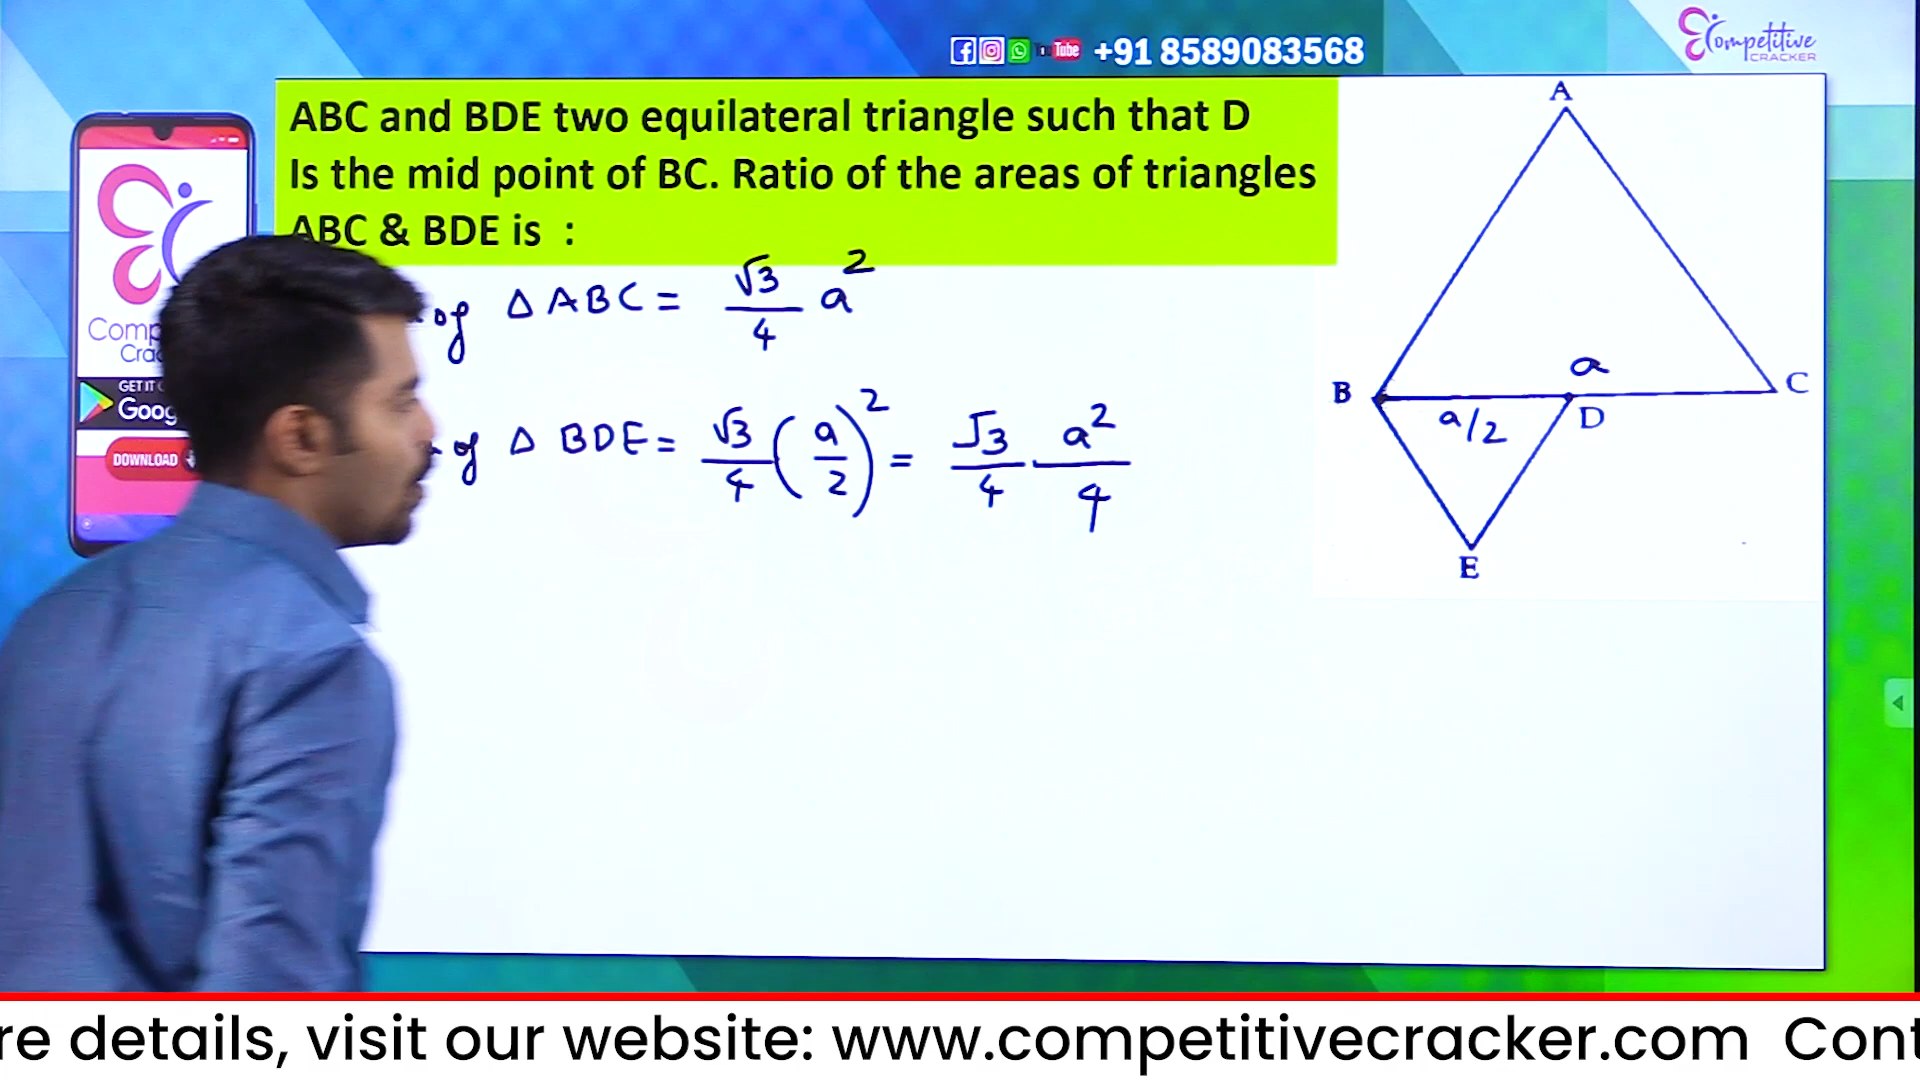 +91 8589083568
Competitive
CRACKER
ABC and BDE two equilateral triangle such that D
Is the mid point of BC. Ratio of the areas of triangles
ABC & BDE is :
of △ ABC = √3/4 a²
of △ BDE = √3/4 (a/2)² = √3/4 a²/4
A
B
a
C
a/2
D
E
GET IT
DOWNLOAD
re details, visit our website: www.competitivecracker.com Cont